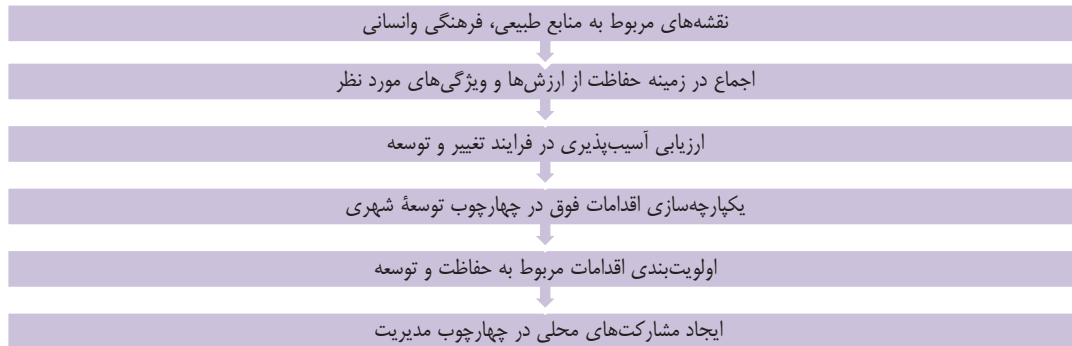 نقشه‌های مربوط به منابع طبیعی، فرهنگی وانسانی
اجماع در زمینه حفاظت از ارزش‌ها و ویژگی‌های مورد نظر
ارزیابی آسیب‌پذیری در فرایند تغییر و توسعه
یکپارچه‌سازی اقدامات فوق در چهارچوب توسعهٔ شهری
اولویت‌بندی اقدامات مربوط به حفاظت و توسعه
ایجاد مشارکت‌های محلی در چهارچوب مدیریت